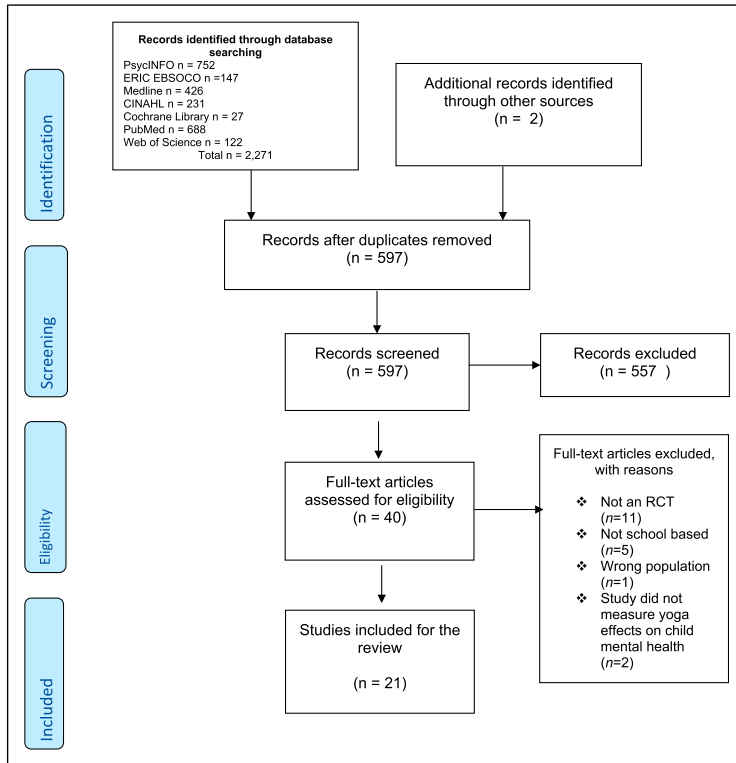 Records identified through database
searching
PsycINFO n = 752
ERIC EBSOCO n =147
Medline n = 426
CINAHL n = 231
Cochrane Library n = 27
PubMed n = 688
Web of Science n = 122
Total n = 2,271
Additional records identified
through other sources
(n =  2)
Identification
Records after duplicates removed
(n = 597)
Screening
Records screened
(n = 597)
Records excluded
(n = 557  )
Eligibility
Full-text articles
assessed for eligibility
(n = 40)
Full-text articles excluded,
with reasons
❖ Not an RCT
(n=11)
❖ Not school based
(n=5)
❖ Wrong population
(n=1)
❖ Study did not
measure yoga
effects on child
mental health
(n=2)
Included
Studies included for the
review
(n = 21)